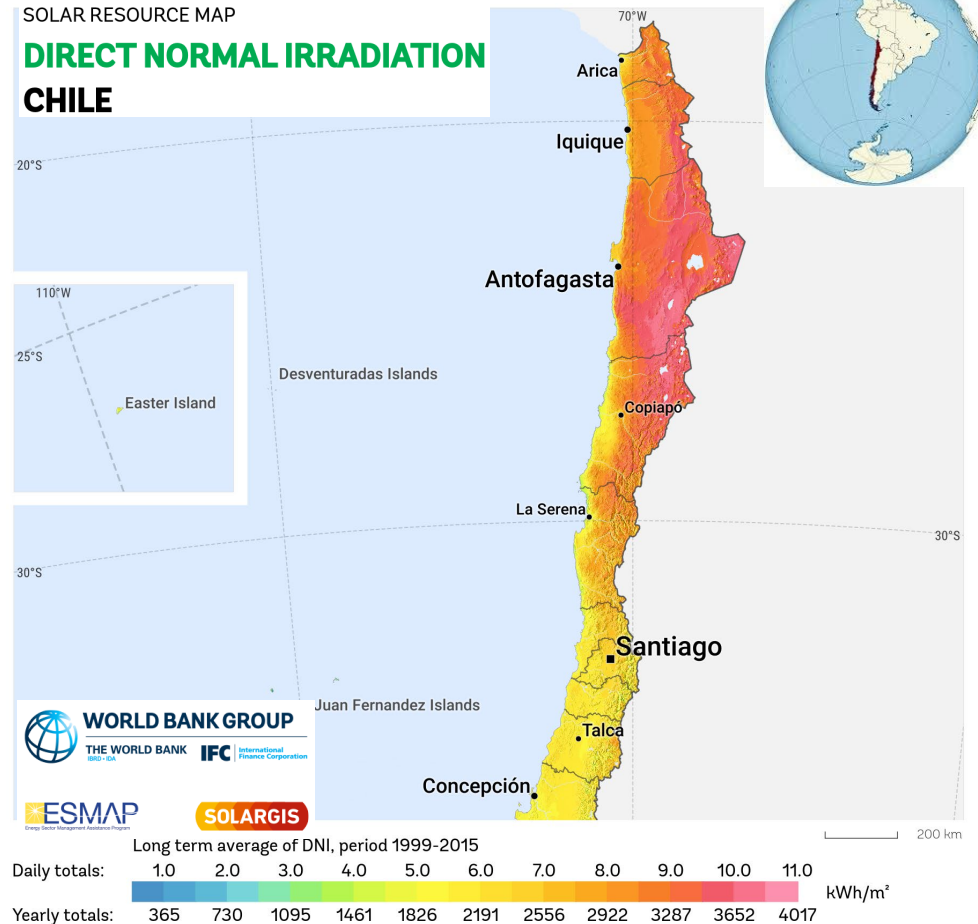 SOLAR RESOURCE MAP
DIRECT NORMAL IRRADIATION
CHILE
70°W
Arica
Iquique
20°S
Antofagasta
110°W
25°S
Desventuradas Islands
Easter Island
Copiapó
La Serena
30°S
30°S
Santiago
Juan Fernandez Islands
WORLD BANK GROUP
THE WORLD BANK
IBRD • IDA
IFC
International
Finance Corporation
Talca
Concepción
ESMAP
Energy Sector Management Assistance Program
SOLARGIS
200 km
Long term average of DNI, period 1999-2015
Daily totals: 1.0 2.0 3.0 4.0 5.0 6.0 7.0 8.0 9.0 10.0 11.0
kWh/m²
Yearly totals: 365 730 1095 1461 1826 2191 2556 2922 3287 3652 4017